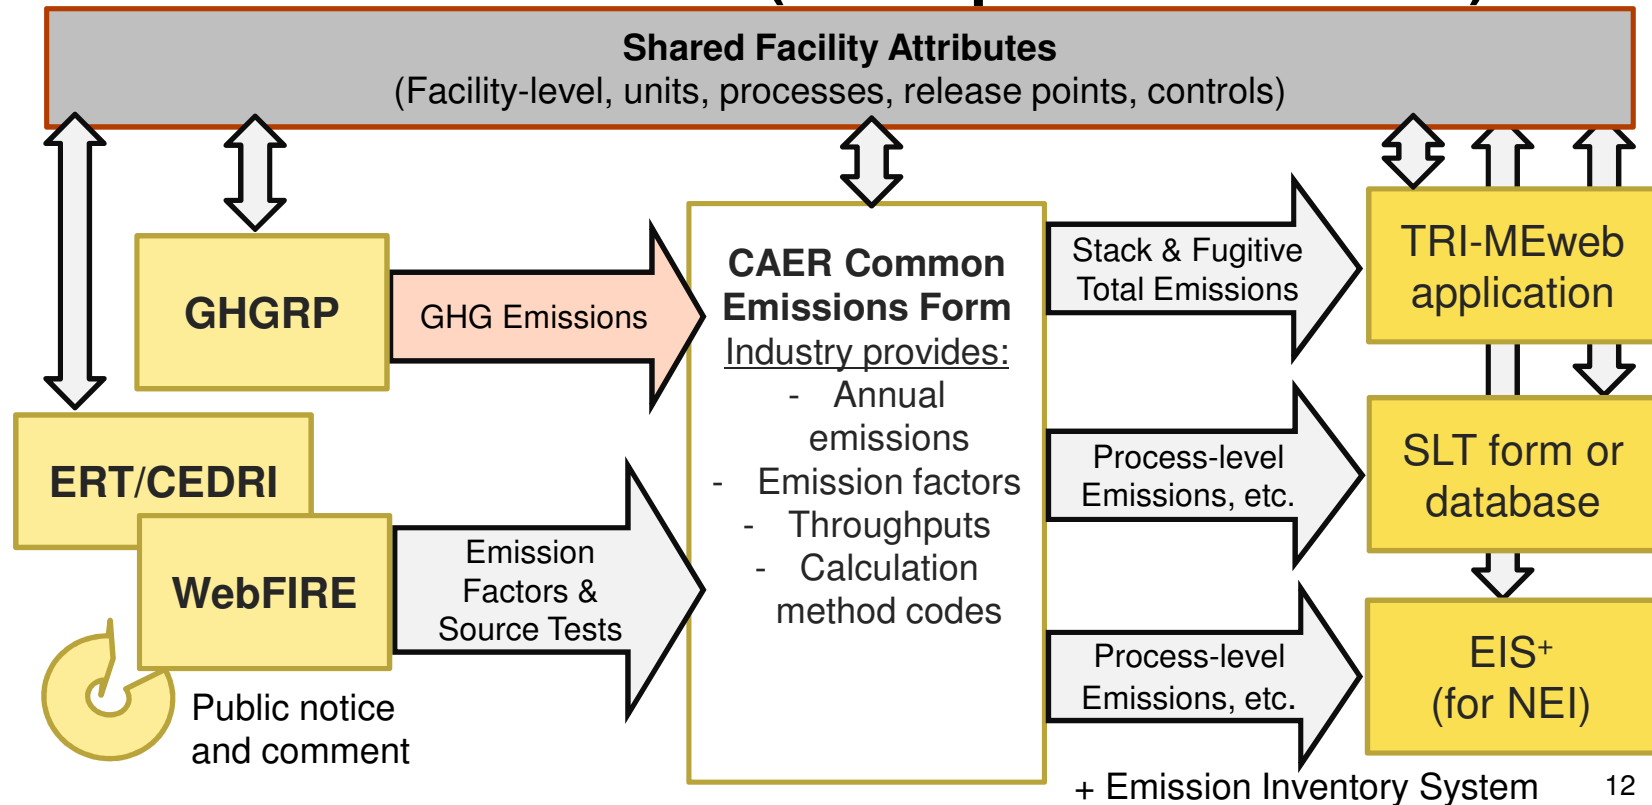 Shared Facility Attributes
(Facility-level, units, processes, release points, controls)
GHGRP
GHG Emissions
ERT/CEDRI
WebFIRE
Emission
Factors &
Source Tests
Public notice
and comment
CAER Common
Emissions Form
Industry provides:
- Annual
emissions
- Emission factors
- Throughputs
- Calculation
method codes
Stack & Fugitive
Total Emissions
TRI-MEweb
application
Process-level
Emissions, etc.
SLT form or
database
Process-level
Emissions, etc.
EIS+
(for NEI)
+ Emission Inventory System
12